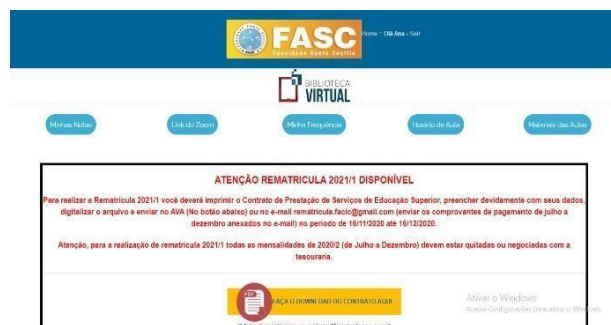 FASC
Faculdade Santa Cecília
Home :: Olá Ana - Sair
BIBLIOTECA
VIRTUAL
Minhas Notas
Link do Zoom
Minha Frequência
Horário de Aula
Materiais das Aulas
ATENÇÃO REMATRICULA 2021/1 DISPONÍVEL
Para realizar a Rematricula 2021/1 você deverá imprimir o Contrato de Prestação de Serviços de Educação Superior, preencher devidamente com seus dados,
digitalizar o arquivo e enviar no AVA (No botão abaixo) ou no e-mail rematricula.facic@gmail.com (enviar os comprovantes de pagamento de julho a
dezembro anexados no e-mail) no período de 16/11/2020 até 16/12/2020.
Atenção, para a realização de rematricula 2021/1 todas as mensalidades de 2020/2 (de Julho a Dezembro) devem estar quitadas ou negociadas com a
tesouraria.
PDF
FAÇA O DOWNLOAD DO CONTRATO AQUI
Ativar o Windows
Acesse Configurações para ativar o Windows.